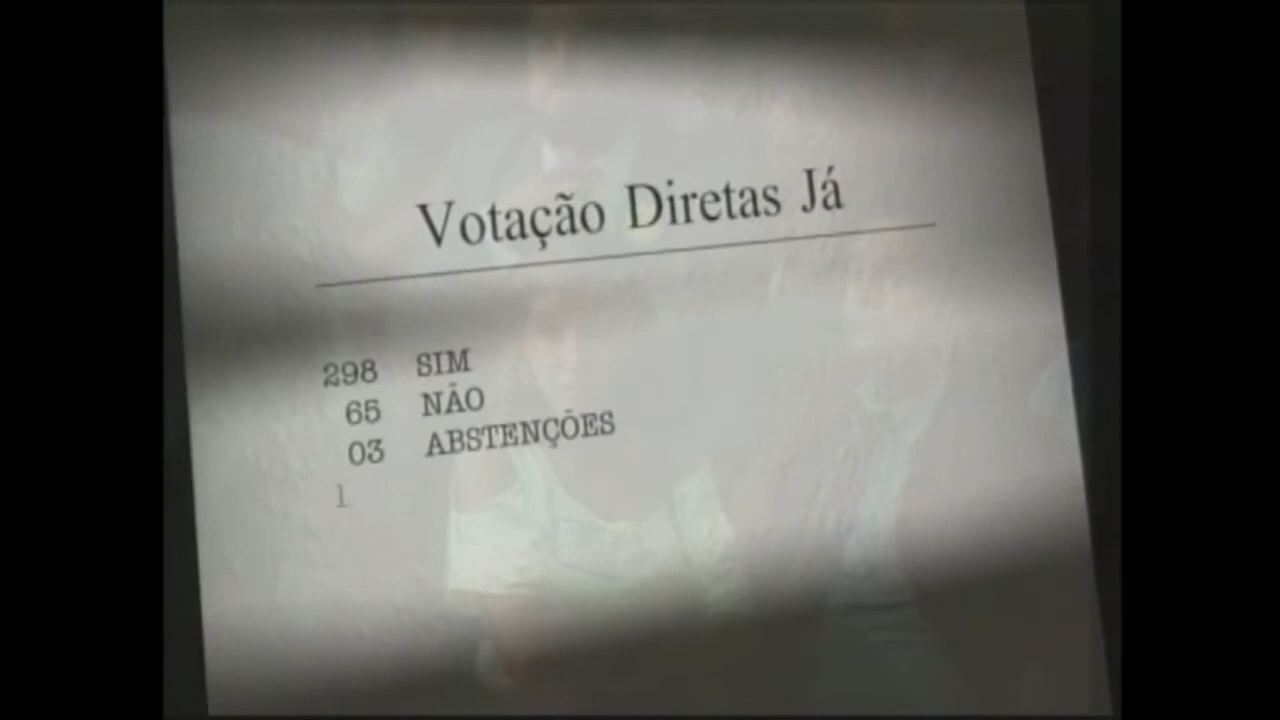 Votação Diretas Já
298 SIM
65 NÃO
03 ABSTENÇÕES
1